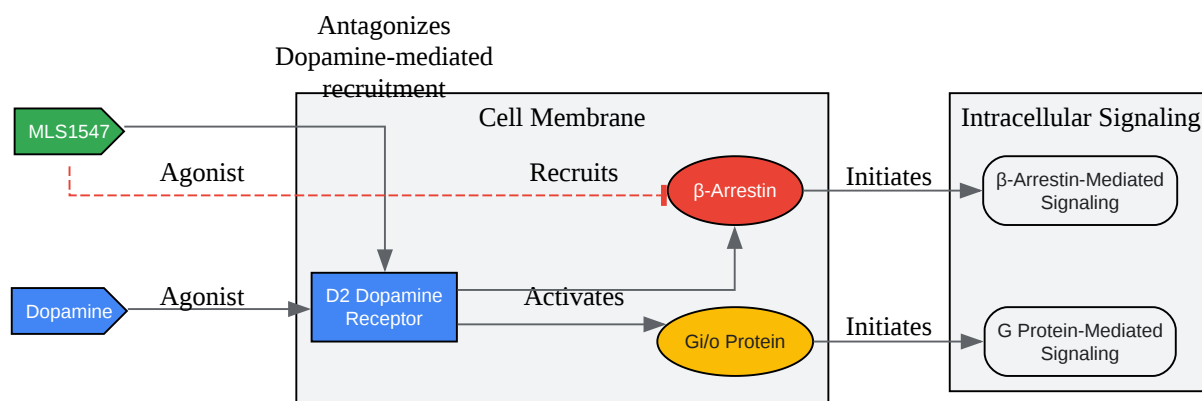 Antagonizes
Dopamine-mediated
recruitment
Cell Membrane
Intracellular Signaling
MLS1547
Agonist
Recruits
β-Arrestin
Initiates
β-Arrestin-Mediated
Signaling
Dopamine
Agonist
D2 Dopamine
Receptor
Activates
Gi/o Protein
Initiates
G Protein-Mediated
Signaling